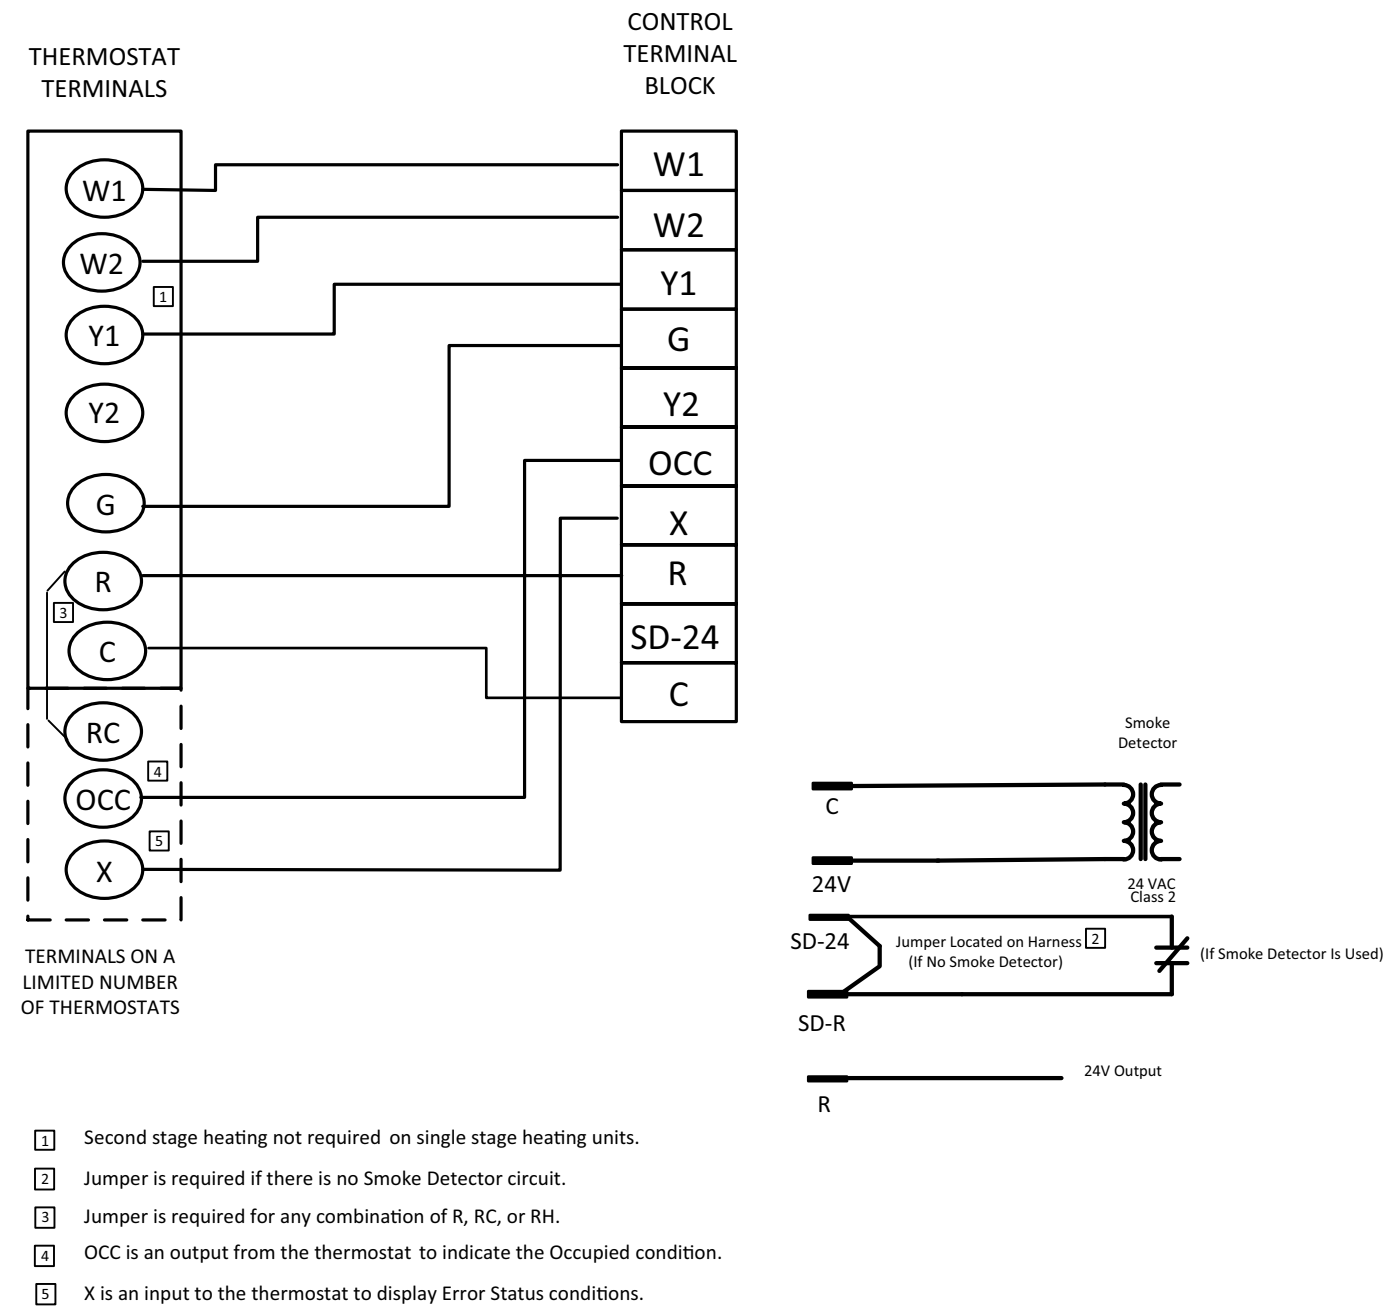 THERMOSTAT
TERMINALS
CONTROL
TERMINAL
BLOCK
W1
W2
1
Y1
Y2
G
R
3
C
RC
4
OCC
5
X
TERMINALS ON A
LIMITED NUMBER
OF THERMOSTATS
W1
W2
Y1
G
Y2
OCC
X
R
SD-24
C
Smoke
Detector
C
24V
24 VAC
Class 2
SD-24
Jumper Located on Harness 2
(If No Smoke Detector)
(If Smoke Detector Is Used)
SD-R
24V Output
R
1 Second stage heating not required on single stage heating units.
2 Jumper is required if there is no Smoke Detector circuit.
3 Jumper is required for any combination of R, RC, or RH.
4 OCC is an output from the thermostat to indicate the Occupied condition.
5 X is an input to the thermostat to display Error Status conditions.